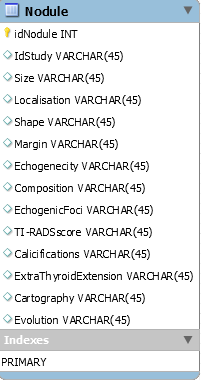 Nodule
idNodule INT
IdStudy VARCHAR(45)
Size VARCHAR(45)
Localisation VARCHAR(45)
Shape VARCHAR(45)
Margin VARCHAR(45)
Echogenecity VARCHAR(45)
Composition VARCHAR(45)
EchogenicFoci VARCHAR(45)
TI-RADSscore VARCHAR(45)
Calicifications VARCHAR(45)
ExtraThyroidExtension VARCHAR(45)
Cartography VARCHAR(45)
Evolution VARCHAR(45)
Indexes
PRIMARY